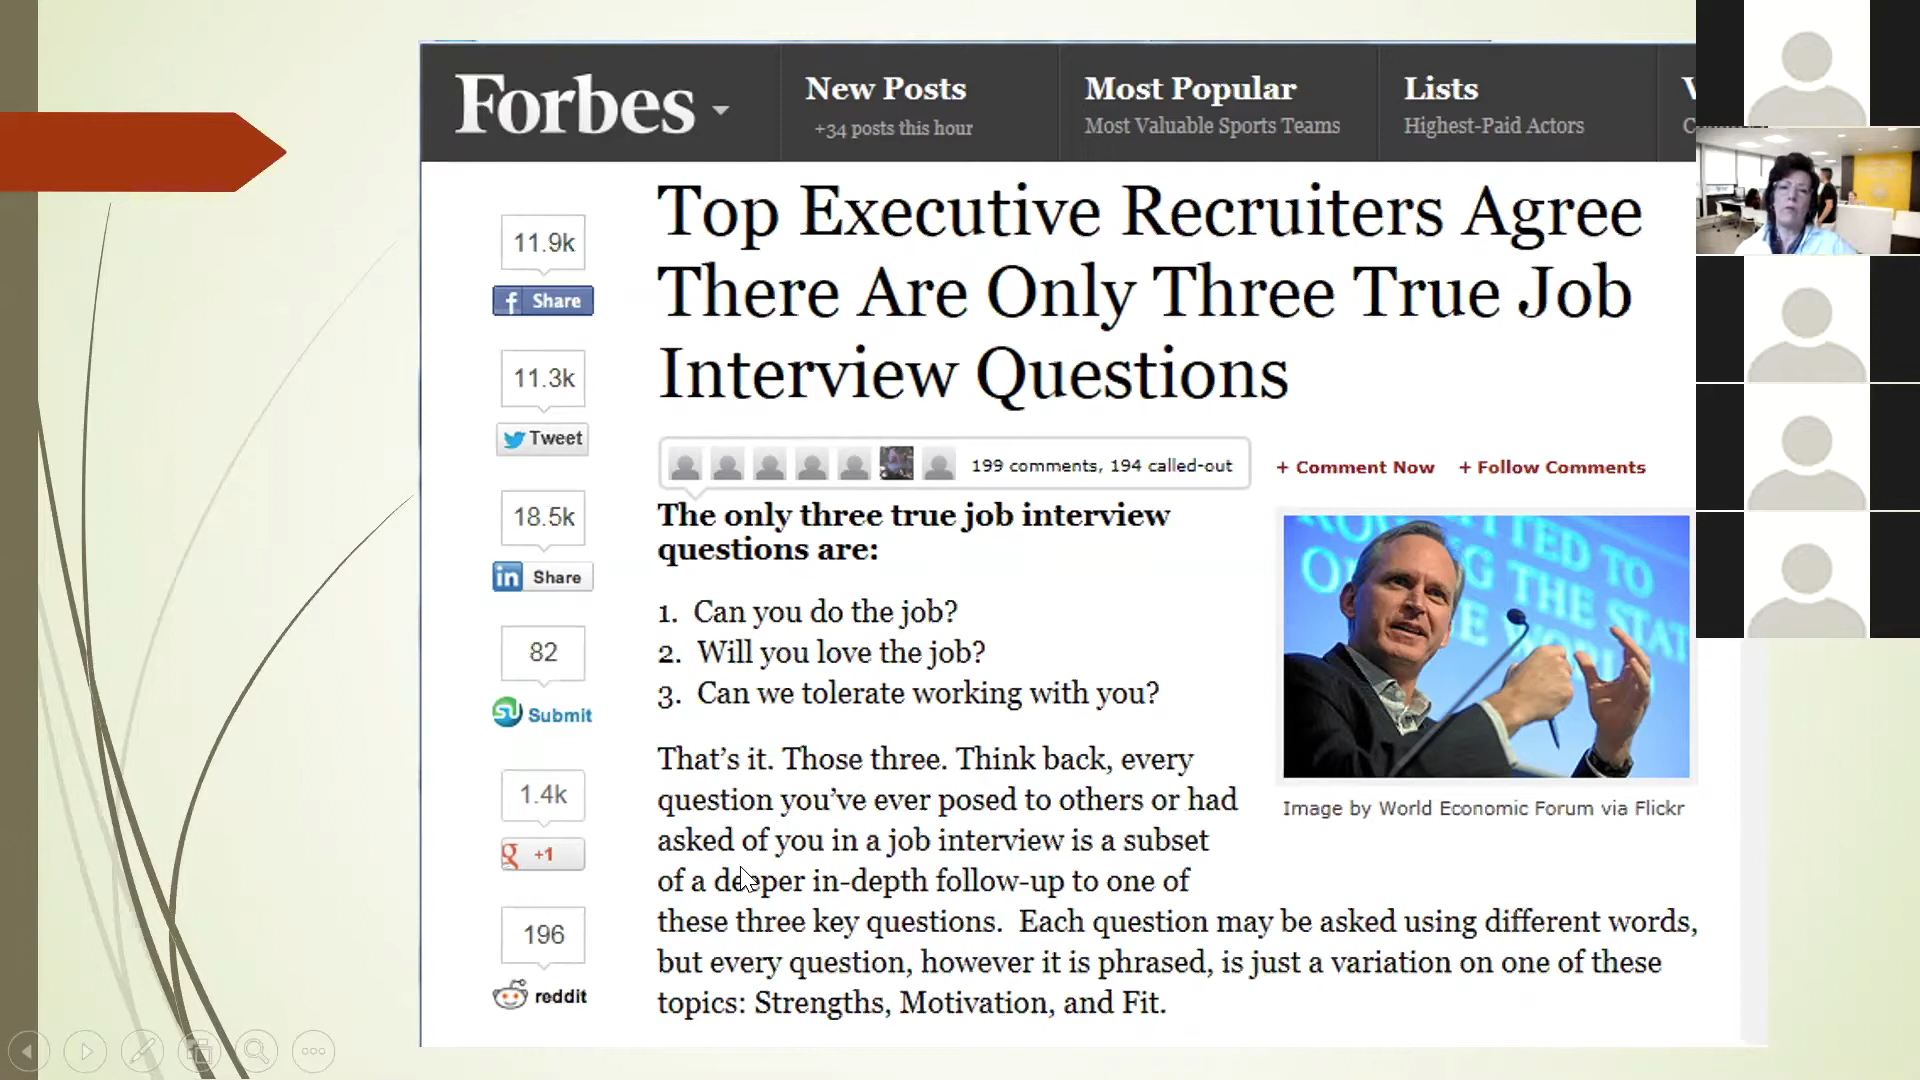 Forbes
New Posts
+34 posts this hour
Most Popular
Most Valuable Sports Teams
Lists
Highest-Paid Actors
Top Executive Recruiters Agree
There Are Only Three True Job
Interview Questions
11.9k
f Share
11.3k
Tweet
18.5k
in Share
82
Submit
1.4k
g +1
196
reddit
199 comments, 194 called-out
+ Comment Now
+ Follow Comments
The only three true job interview
questions are:
1. Can you do the job?
2. Will you love the job?
3. Can we tolerate working with you?
Image by World Economic Forum via Flickr
That's it. Those three. Think back, every
question you've ever posed to others or had
asked of you in a job interview is a subset
of a deeper in-depth follow-up to one of
these three key questions. Each question may be asked using different words,
but every question, however it is phrased, is just a variation on one of these
topics: Strengths, Motivation, and Fit.